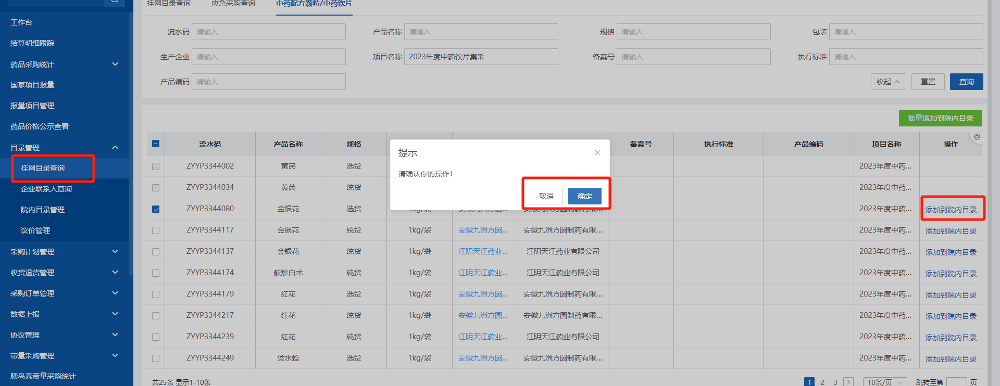 挂网目录查询 应急采购查询 中药配方颗粒/中药饮片
工作台
结算明细跟踪
药品采购统计
国家项目报量
报量项目管理
药品价格公示查看
目录管理
挂网目录查询
企业联系人查询
院内目录管理
议价管理
采购计划管理
收货退货管理
采购订单管理
数据上报
协议管理
带量采购管理
胰岛素带量采购统计
流水码 请输入 产品名称 请输入 规格 请输入 包装 请输入
生产企业 请输入 项目名称 2023年度中药饮片集采 备案号 请输入 执行标准 请输入
产品编码 请输入 收起 重置 查询
批量添加到院内目录
流水码 产品名称 规格 备案号 执行标准 产品编码 项目名称 操作
ZYYP3344002 黄芪 选货 2023年度中药...
ZYYP3344034 黄芪 统货 2023年度中药...
ZYYP3344080 金银花 选货 1kg/袋 安徽九洲方圆... 安徽九洲方圆制药有限... 2023年度中药... 添加到院内目录
ZYYP3344117 金银花 统货 1kg/袋 安徽九洲方圆... 安徽九洲方圆制药有限... 2023年度中药... 添加到院内目录
ZYYP3344137 金银花 统货 1kg/袋 江阴天江药业... 江阴天江药业有限公司 2023年度中药... 添加到院内目录
ZYYP3344174 麸炒白术 统货 1kg/袋 江阴天江药业... 江阴天江药业有限公司 2023年度中药... 添加到院内目录
ZYYP3344179 红花 选货 1kg/袋 安徽九洲方圆... 安徽九洲方圆制药有限... 2023年度中药... 添加到院内目录
ZYYP3344217 红花 统货 1kg/袋 安徽九洲方圆... 安徽九洲方圆制药有限... 2023年度中药... 添加到院内目录
ZYYP3344239 红花 统货 1kg/袋 江阴天江药业... 江阴天江药业有限公司 2023年度中药... 添加到院内目录
ZYYP3344249 烫水蛭 选货 1kg/袋 安徽九洲方圆... 安徽九洲方圆制药有限... 2023年度中药... 添加到院内目录
共25条 显示1-10条 1 2 3 10条/页 跳转至第 页
提示
请确认你的操作!
取消 确定